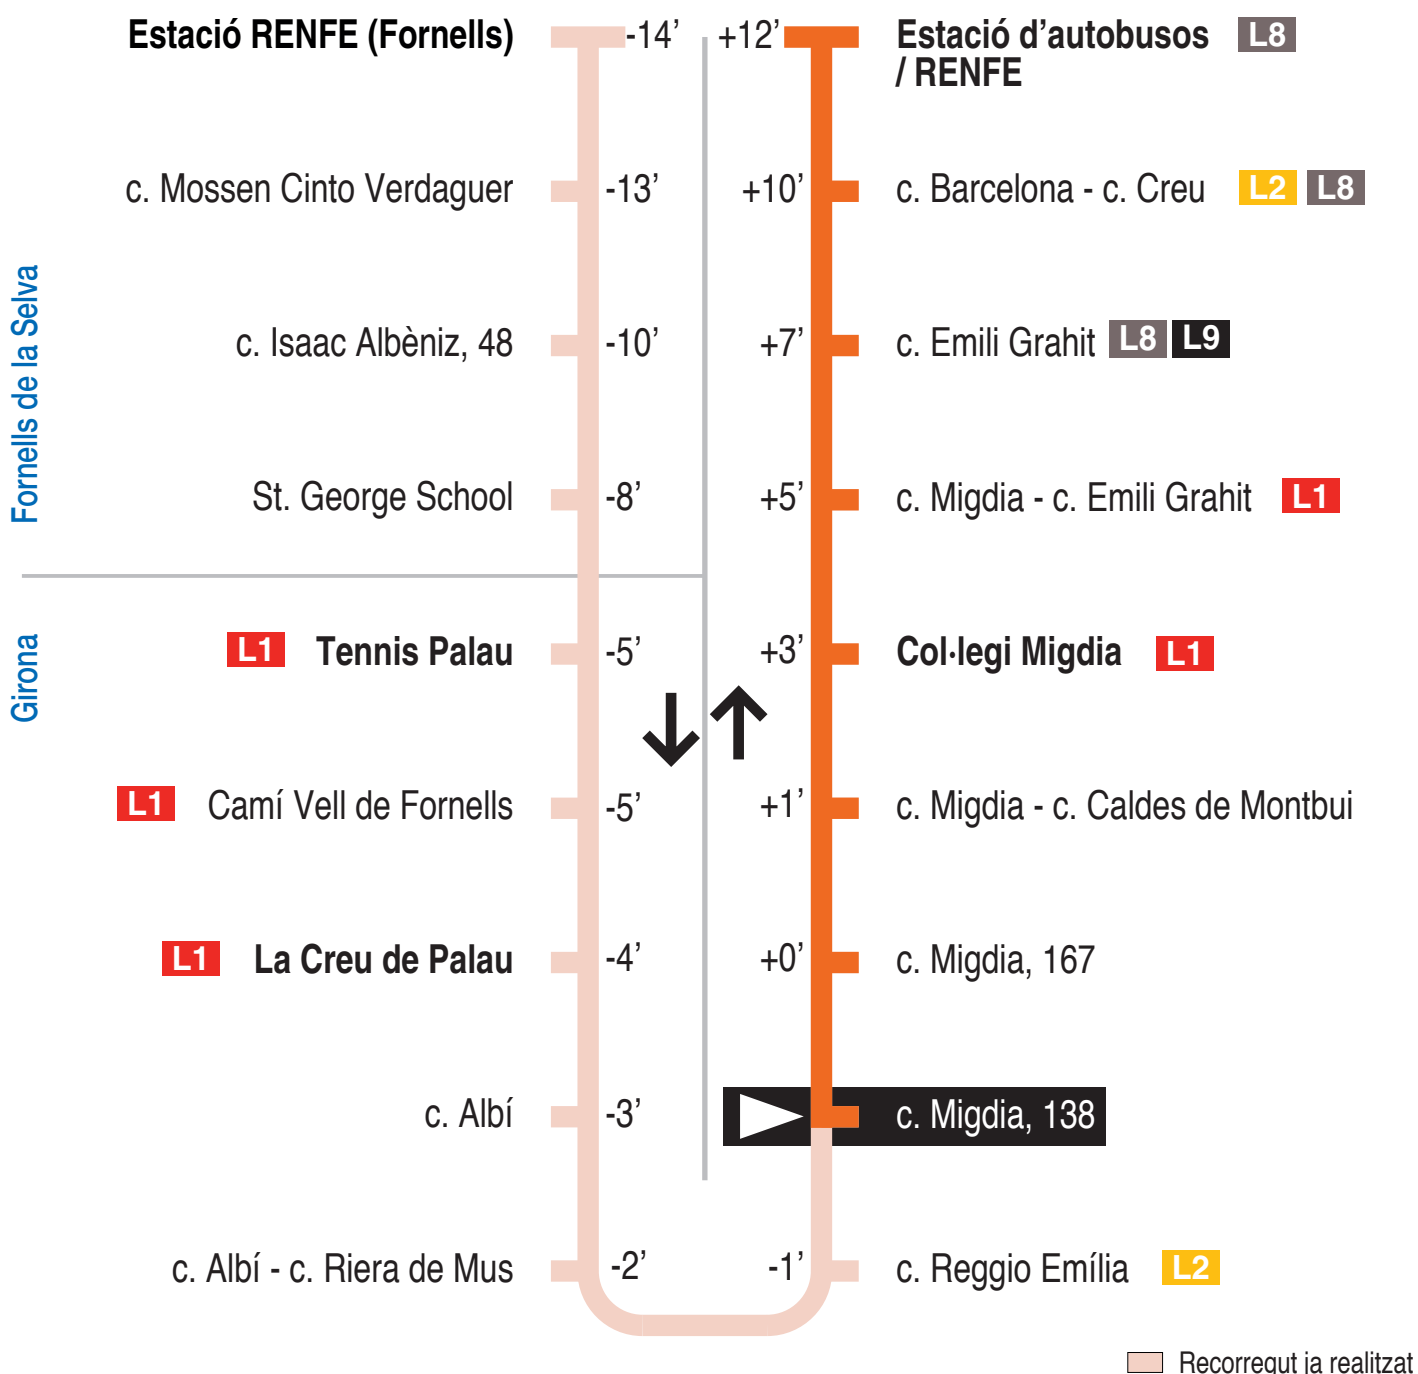 Estació RENFE (Fornells) -14’ +12’ Estació d’autobusos L8
/ RENFE
c. Mossen Cinto Verdaguer -13’ +10’ c. Barcelona - c. Creu L2 L8
c. Isaac Albèniz, 48 -10’ +7’ c. Emili Grahit L8 L9
St. George School -8’ +5’ c. Migdia - c. Emili Grahit L1
Fornells de la Selva
L1 Tennis Palau -5’ +3’ Col·legi Migdia L1
Girona
L1 Camí Vell de Fornells -5’ +1’ c. Migdia - c. Caldes de Montbui
L1 La Creu de Palau -4’ +0’ c. Migdia, 167
c. Albí -3’ c. Migdia, 138
c. Albí - c. Riera de Mus -2’ -1’ c. Reggio Emília L2
Recorregut ja realitzat